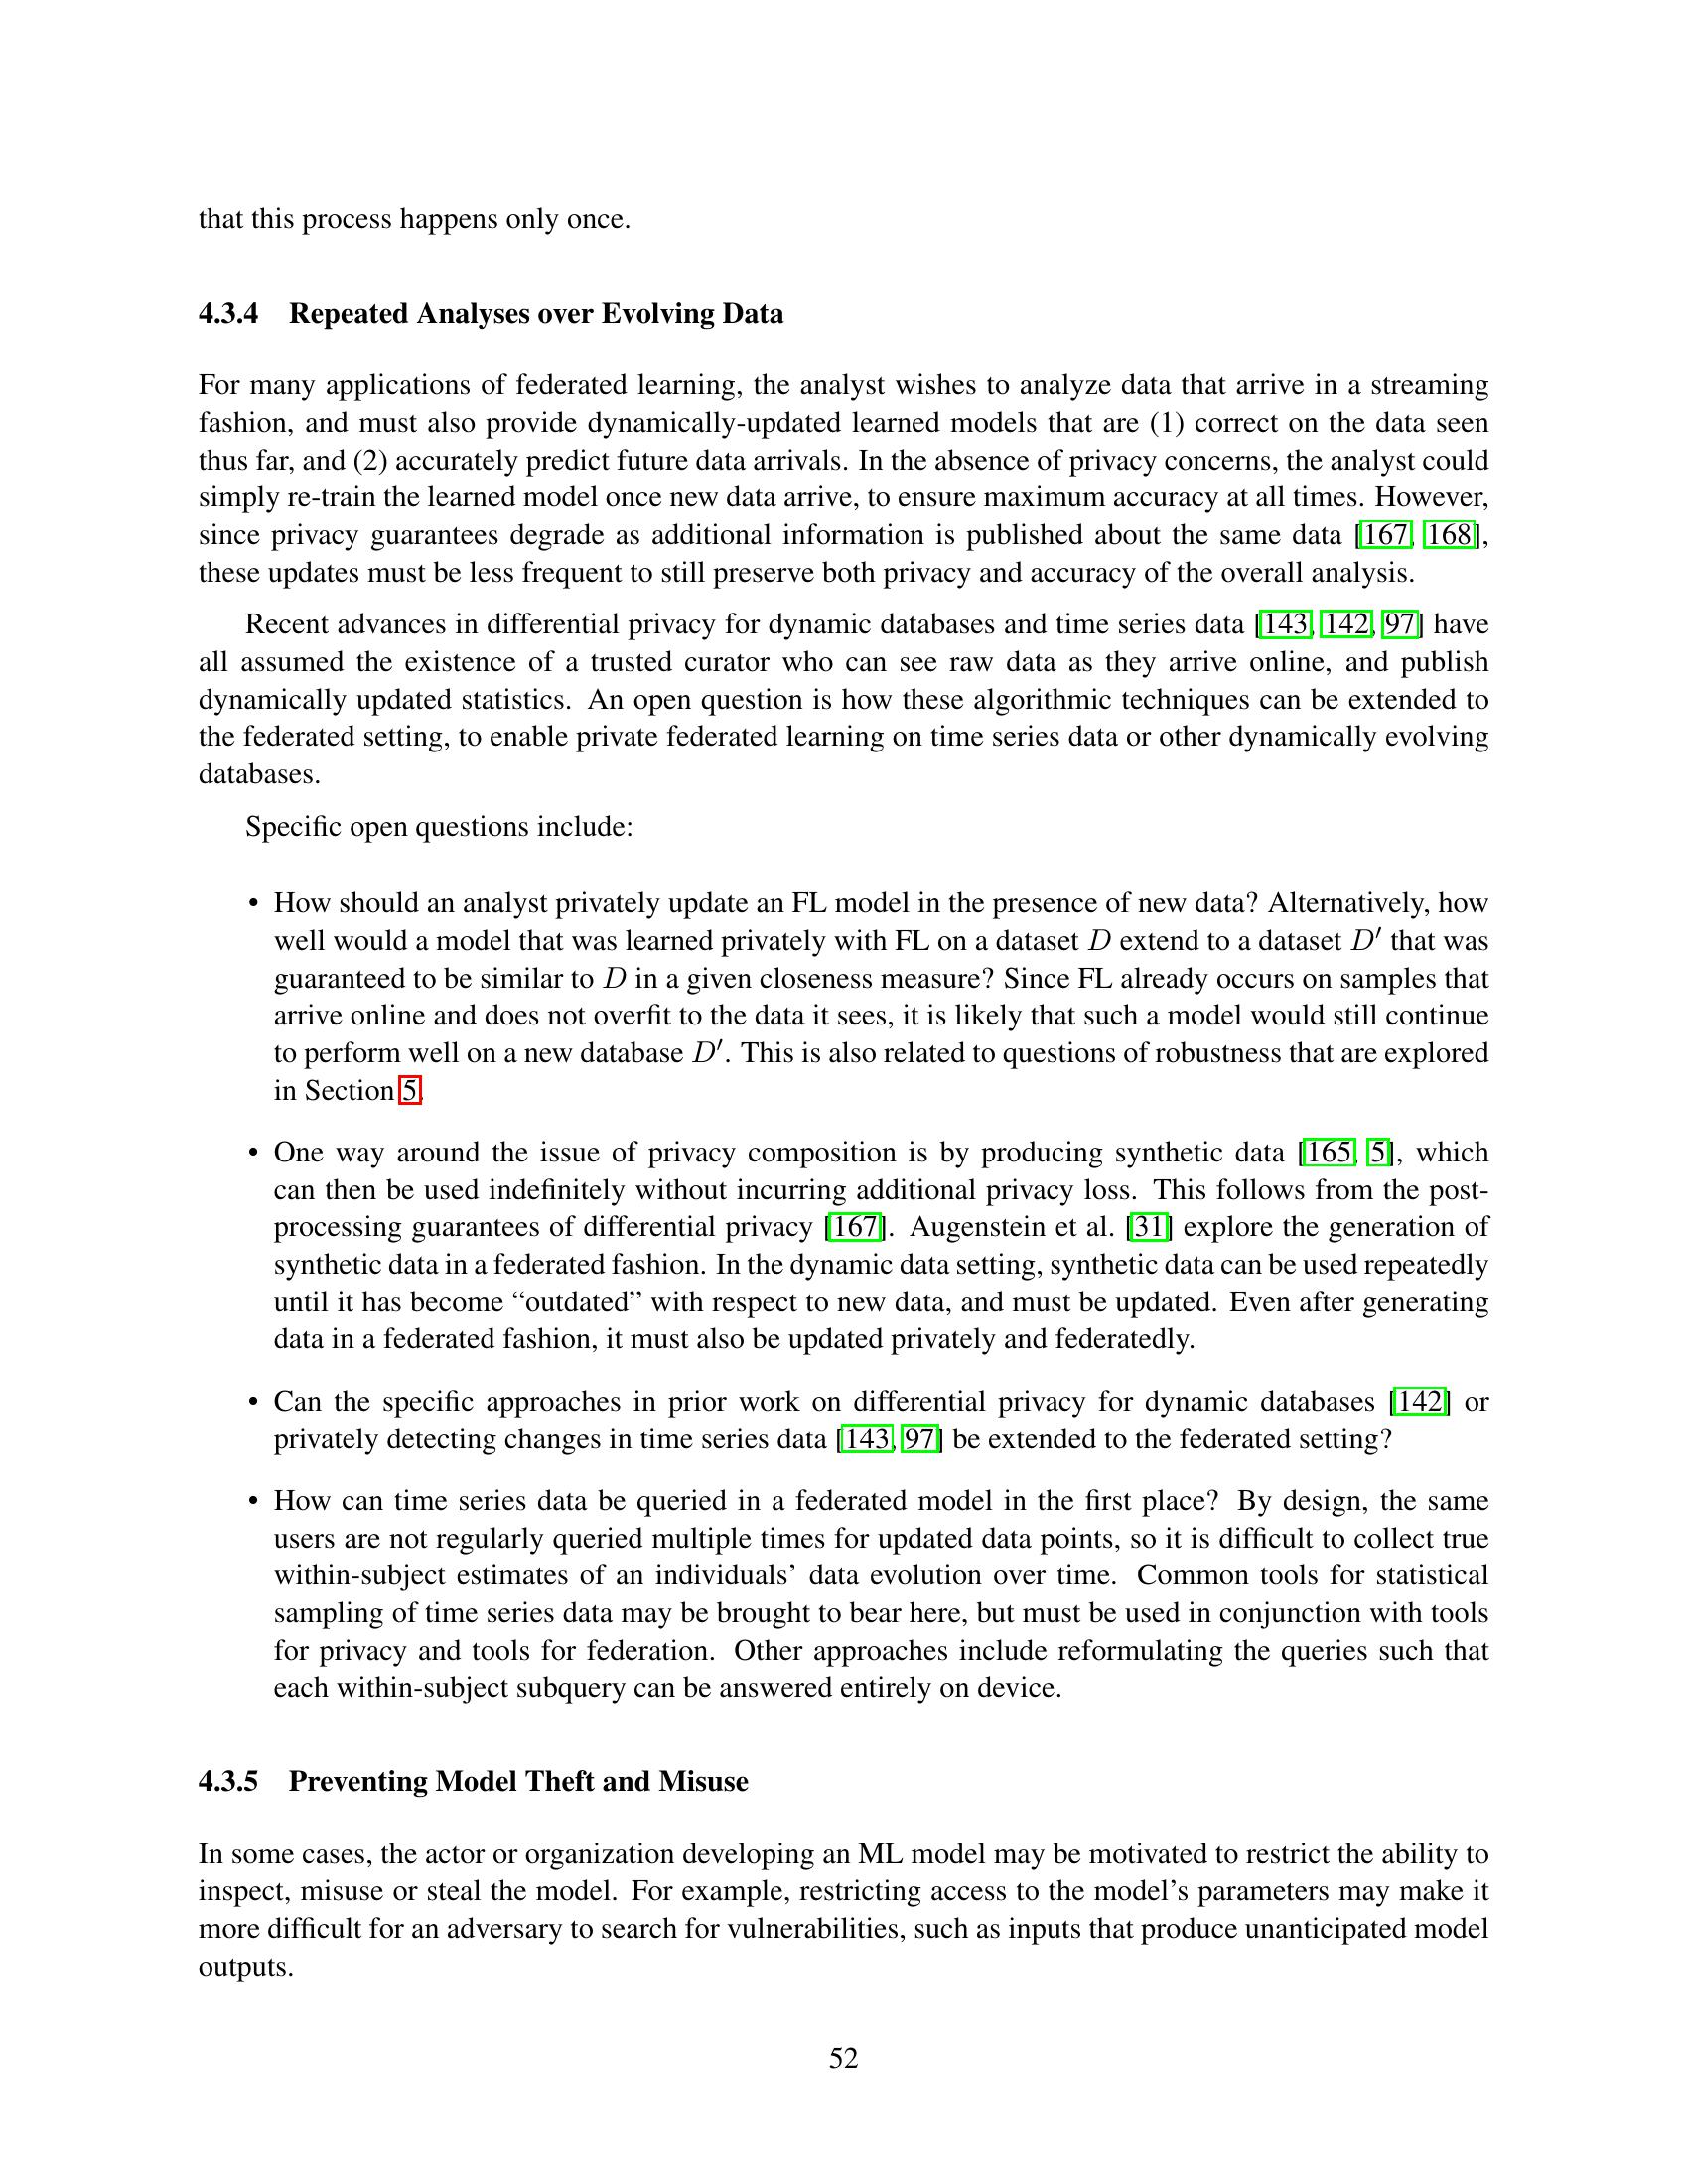 that this process happens only once.
4.3.4 Repeated Analyses over Evolving Data
For many applications of federated learning, the analyst wishes to analyze data that arrive in a streaming
fashion, and must also provide dynamically-updated learned models that are (1) correct on the data seen
thus far, and (2) accurately predict future data arrivals. In the absence of privacy concerns, the analyst could
simply re-train the learned model once new data arrive, to ensure maximum accuracy at all times. However,
since privacy guarantees degrade as additional information is published about the same data [167, 168],
these updates must be less frequent to still preserve both privacy and accuracy of the overall analysis.
Recent advances in differential privacy for dynamic databases and time series data [143, 142, 97] have
all assumed the existence of a trusted curator who can see raw data as they arrive online, and publish
dynamically updated statistics. An open question is how these algorithmic techniques can be extended to
the federated setting, to enable private federated learning on time series data or other dynamically evolving
databases.
Specific open questions include:
• How should an analyst privately update an FL model in the presence of new data? Alternatively, how
well would a model that was learned privately with FL on a dataset D extend to a dataset D′ that was
guaranteed to be similar to D in a given closeness measure? Since FL already occurs on samples that
arrive online and does not overfit to the data it sees, it is likely that such a model would still continue
to perform well on a new database D′. This is also related to questions of robustness that are explored
in Section 5.
• One way around the issue of privacy composition is by producing synthetic data [165, 5], which
can then be used indefinitely without incurring additional privacy loss. This follows from the post-
processing guarantees of differential privacy [167]. Augenstein et al. [31] explore the generation of
synthetic data in a federated fashion. In the dynamic data setting, synthetic data can be used repeatedly
until it has become “outdated” with respect to new data, and must be updated. Even after generating
data in a federated fashion, it must also be updated privately and federatedly.
• Can the specific approaches in prior work on differential privacy for dynamic databases [142] or
privately detecting changes in time series data [143, 97] be extended to the federated setting?
• How can time series data be queried in a federated model in the first place? By design, the same
users are not regularly queried multiple times for updated data points, so it is difficult to collect true
within-subject estimates of an individuals’ data evolution over time. Common tools for statistical
sampling of time series data may be brought to bear here, but must be used in conjunction with tools
for privacy and tools for federation. Other approaches include reformulating the queries such that
each within-subject subquery can be answered entirely on device.
4.3.5 Preventing Model Theft and Misuse
In some cases, the actor or organization developing an ML model may be motivated to restrict the ability to
inspect, misuse or steal the model. For example, restricting access to the model’s parameters may make it
more difficult for an adversary to search for vulnerabilities, such as inputs that produce unanticipated model
outputs.
52